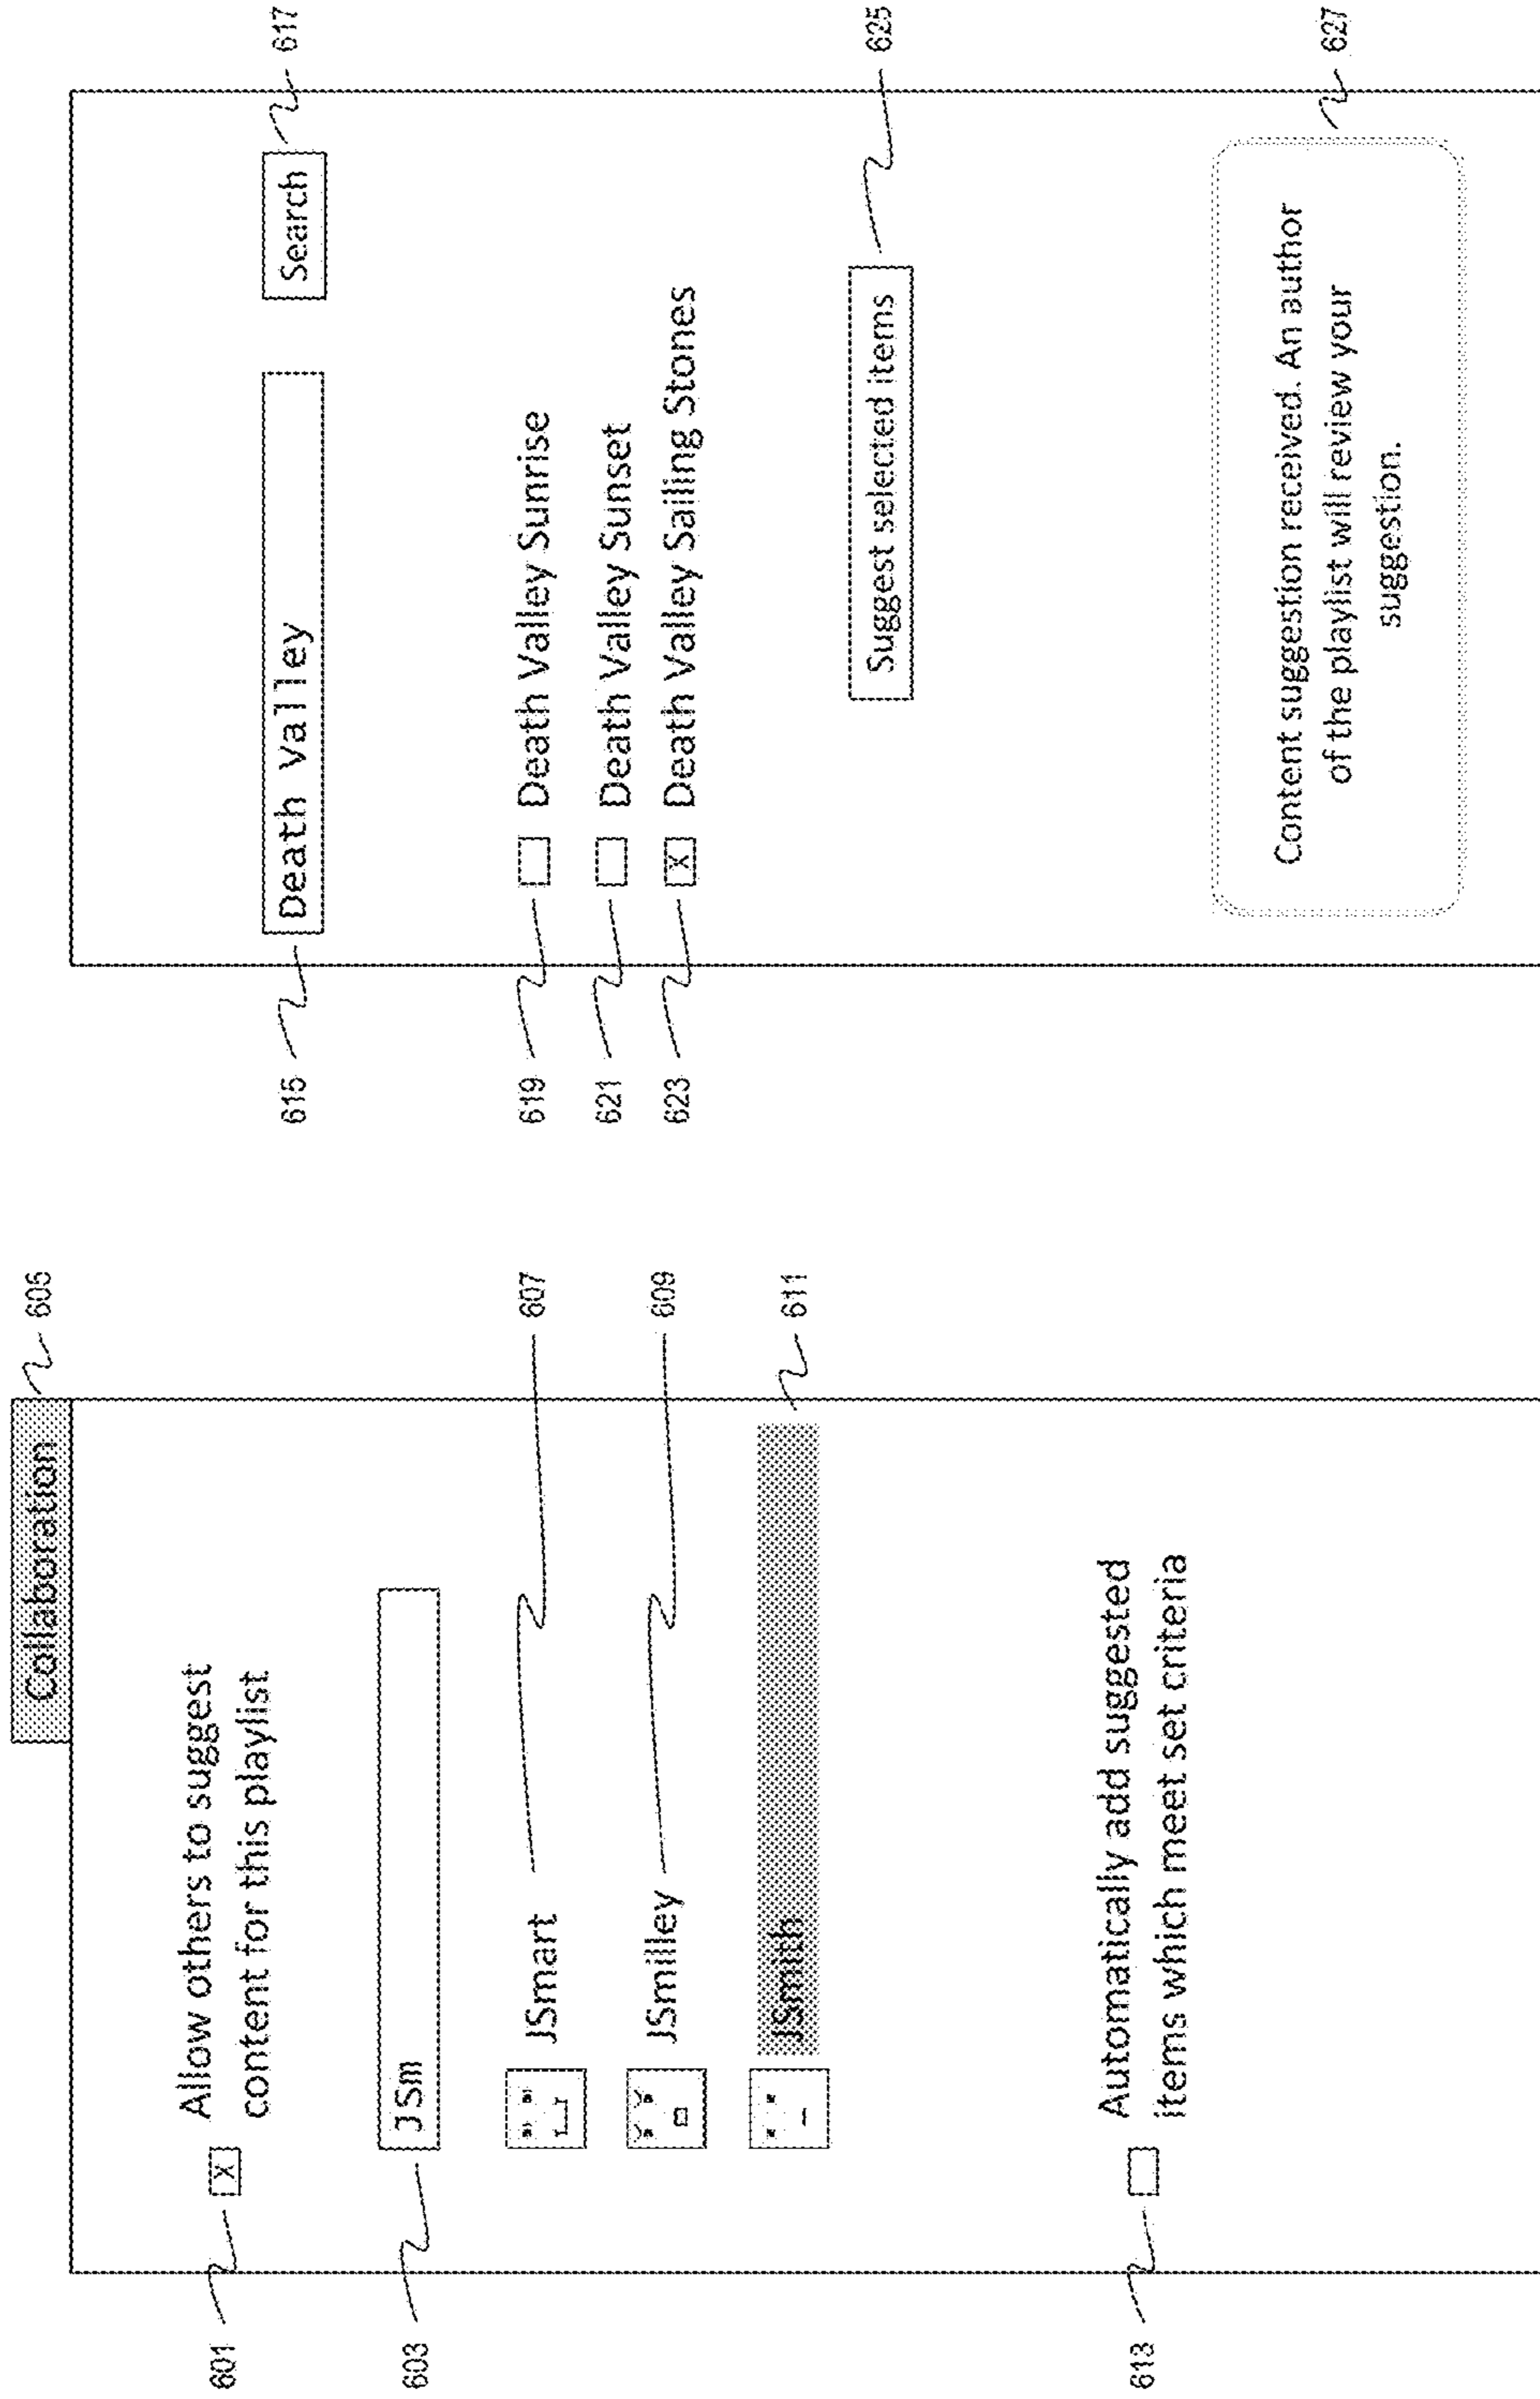 Collaboration
605
601
X
Allow others to suggest
content for this playlist
603
JSm
JSmart
607
JSmilley
609
JSmith
611
613
Automatically add suggested
items which meet set criteria
615
Death Valley
Search
617
619
Death Valley Sunrise
621
Death Valley Sunset
623
X
Death Valley Sailing Stones
Suggest selected items
625
Content suggestion received. An author
of the playlist will review your
suggestion.
627